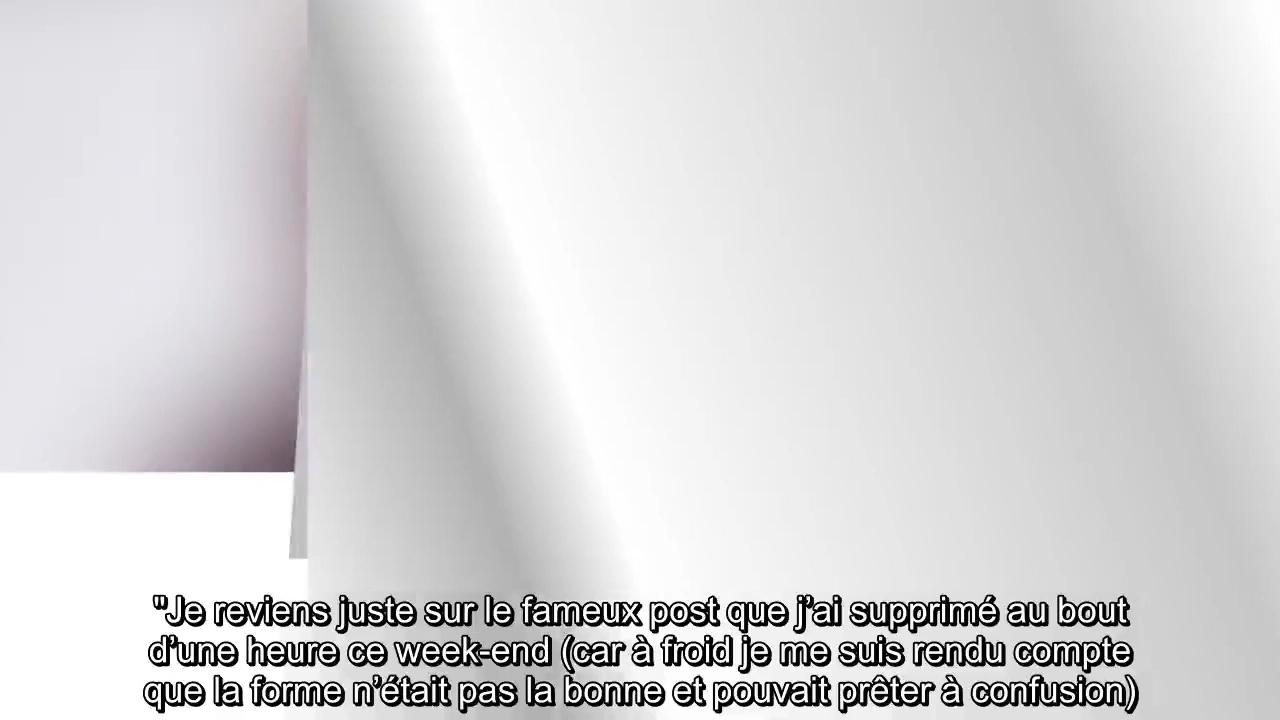 "Je reviens juste sur le fameux post que j’ai supprimé au bout
d’une heure ce week-end (car à froid je me suis rendu compte
que la forme n’était pas la bonne et pouvait prêter à confusion)